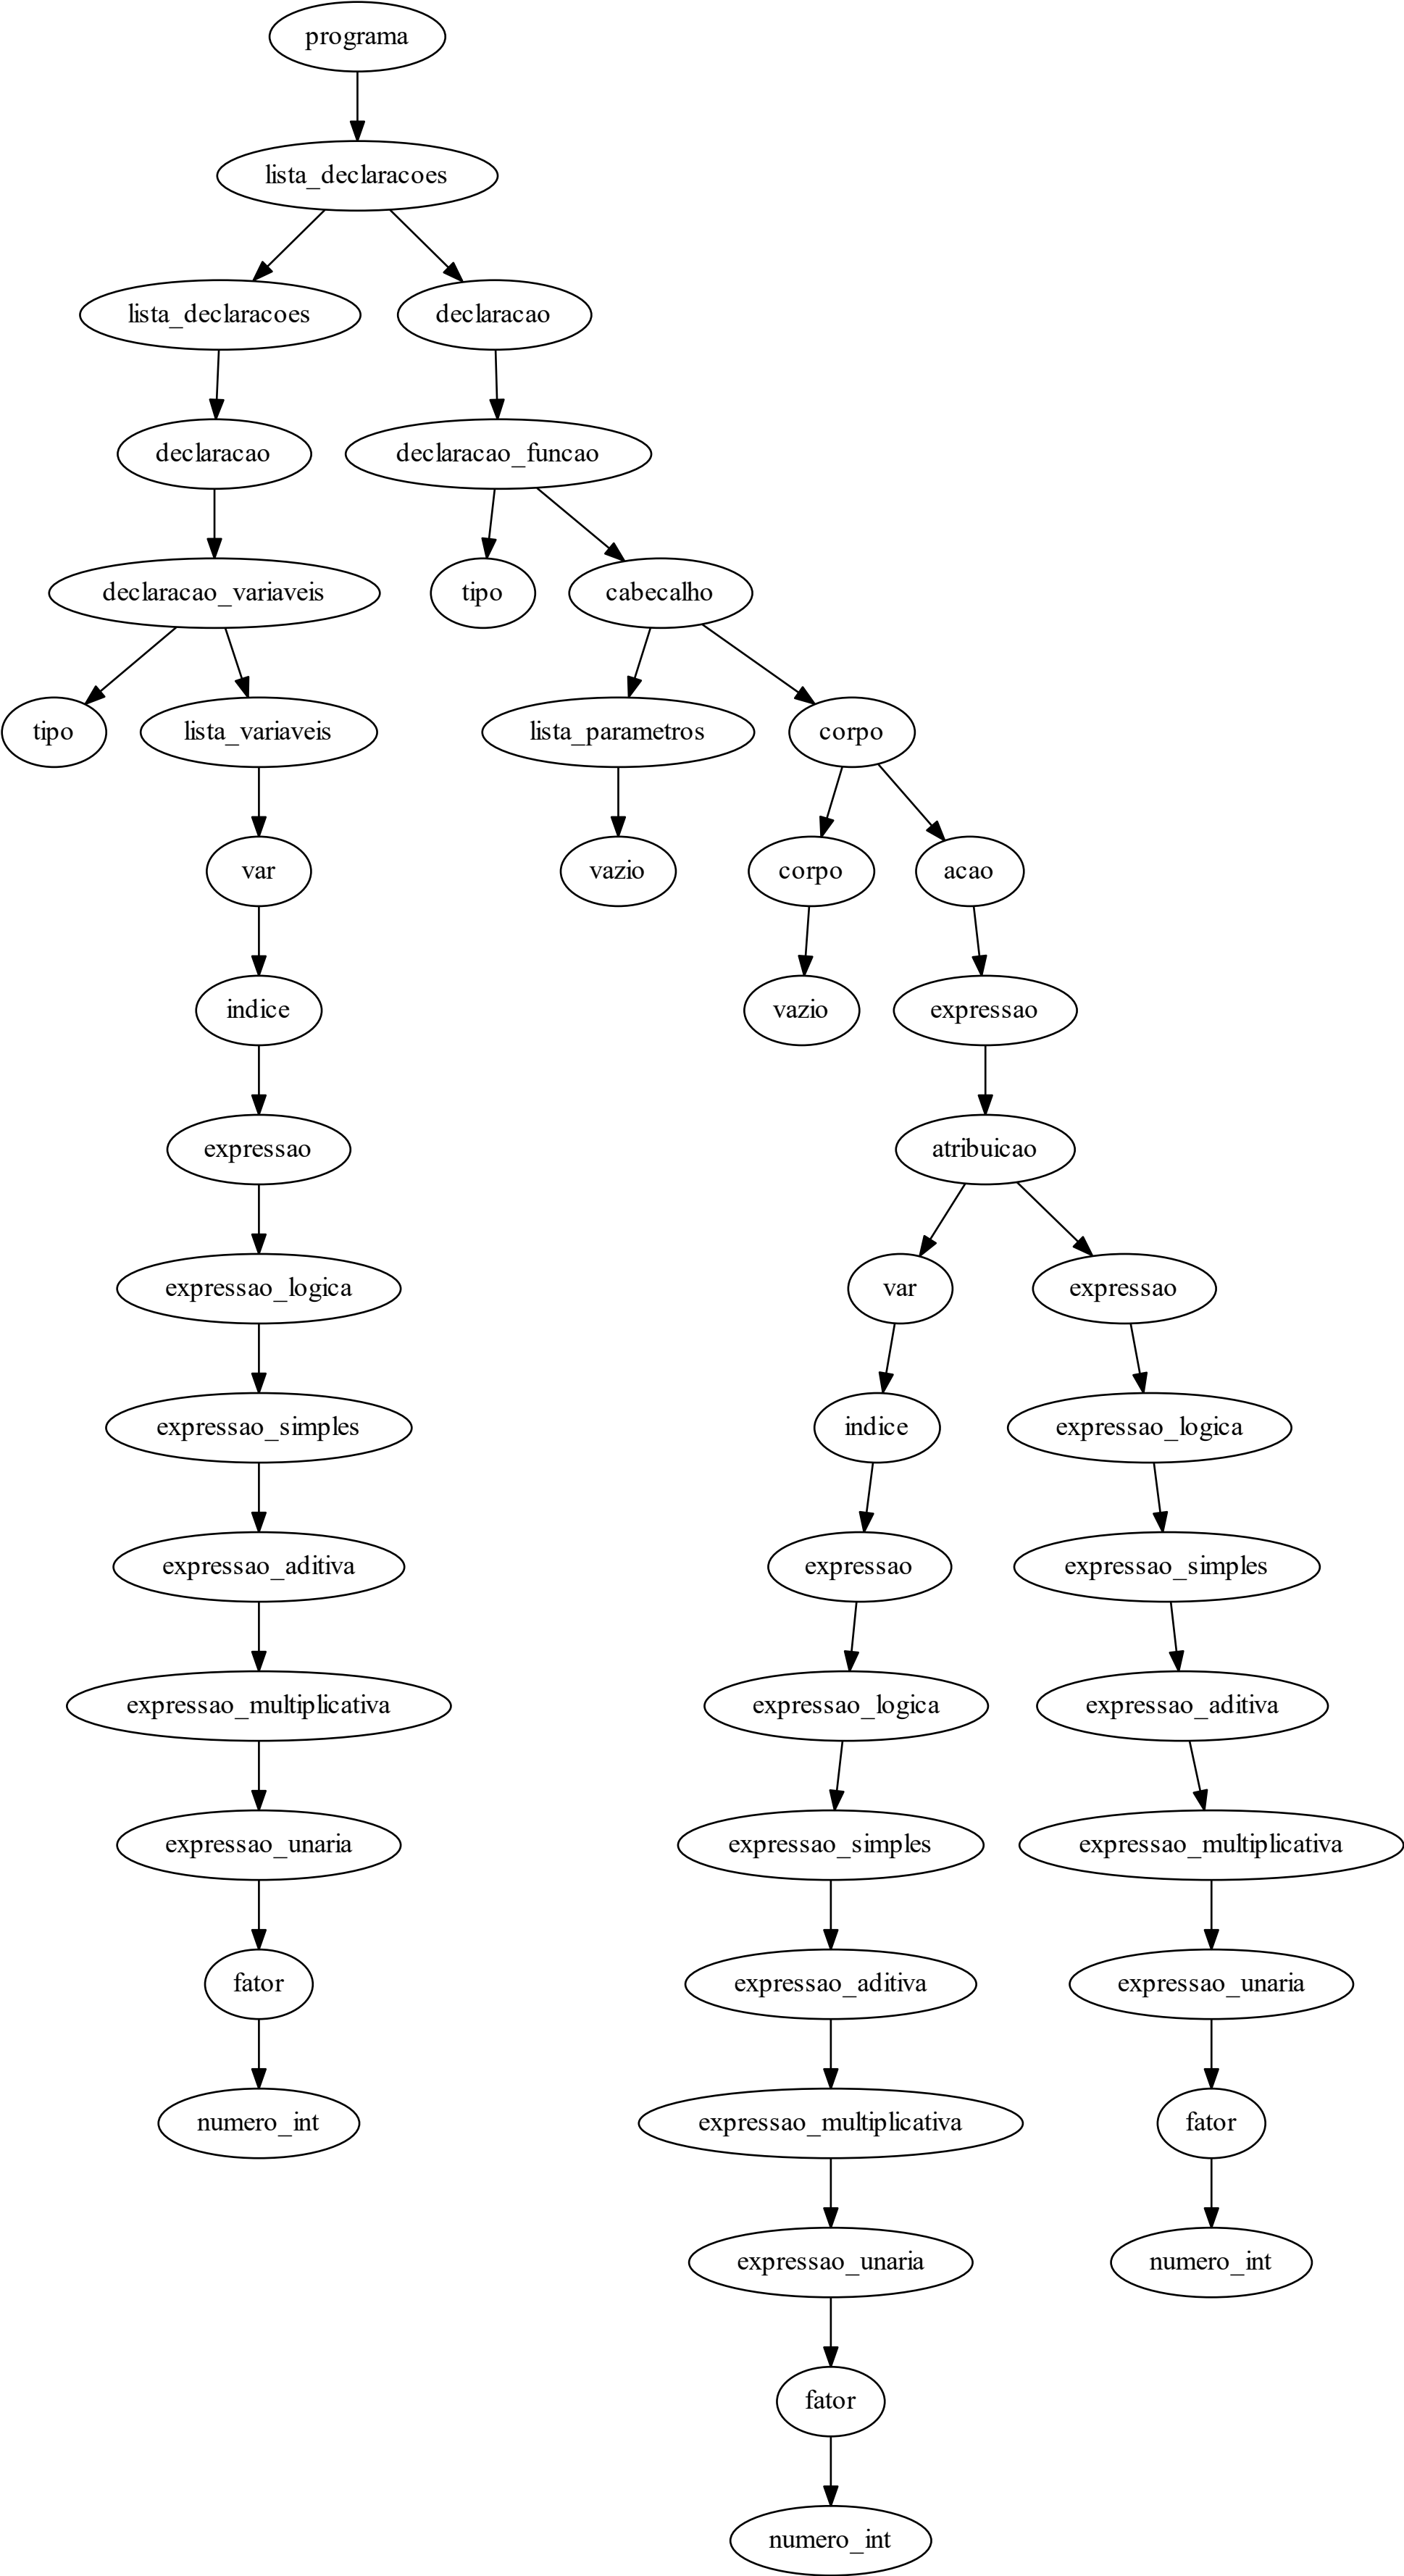 programa
lista_declaracoes
lista_declaracoes declaracao
declaracao declaracao_funcao
declaracao_variaveis tipo cabecalho
tipo lista_variaveis lista_parametros corpo
var vazio corpo acao
indice vazio expressao
expressao atribuicao
expressao_logica var expressao
expressao_simples indice expressao_logica
expressao_aditiva expressao expressao_simples
expressao_multiplicativa expressao_logica expressao_aditiva
expressao_unaria expressao_simples expressao_multiplicativa
fator expressao_aditiva expressao_unaria
numero_int expressao_multiplicativa fator
expressao_unaria numero_int
fator
numero_int